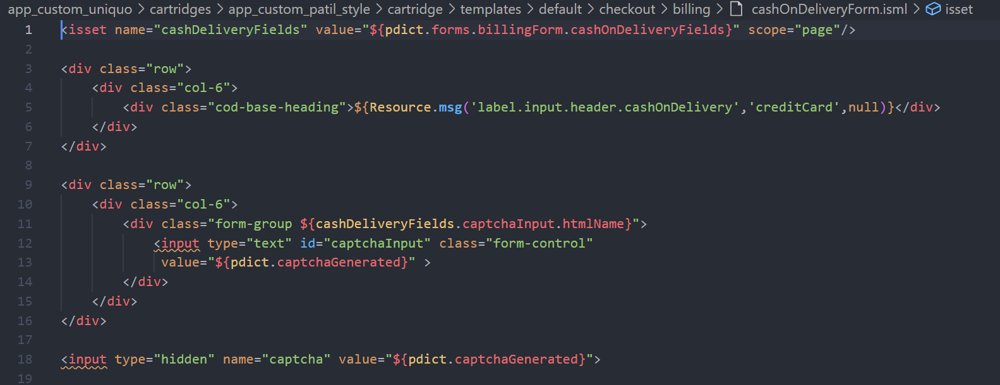 app_custom_uniquo > cartridges > app_custom_patil_style > cartridge > templates > default > checkout > billing > cashOnDeliveryForm.isml > isset
1 <isset name="cashDeliveryFields" value="${pdict.forms.billingForm.cashOnDeliveryFields}" scope="page"/>
2
3 <div class="row">
4     <div class="col-6">
5         <div class="cod-base-heading">${Resource.msg('label.input.header.cashOnDelivery','creditCard',null)}</div>
6     </div>
7 </div>
8
9 <div class="row">
10     <div class="col-6">
11         <div class="form-group ${cashDeliveryFields.captchaInput.htmlName}">
12             <input type="text" id="captchaInput" class="form-control"
13              value="${pdict.captchaGenerated}" >
14         </div>
15     </div>
16 </div>
17
18 <input type="hidden" name="captcha" value="${pdict.captchaGenerated}">
19